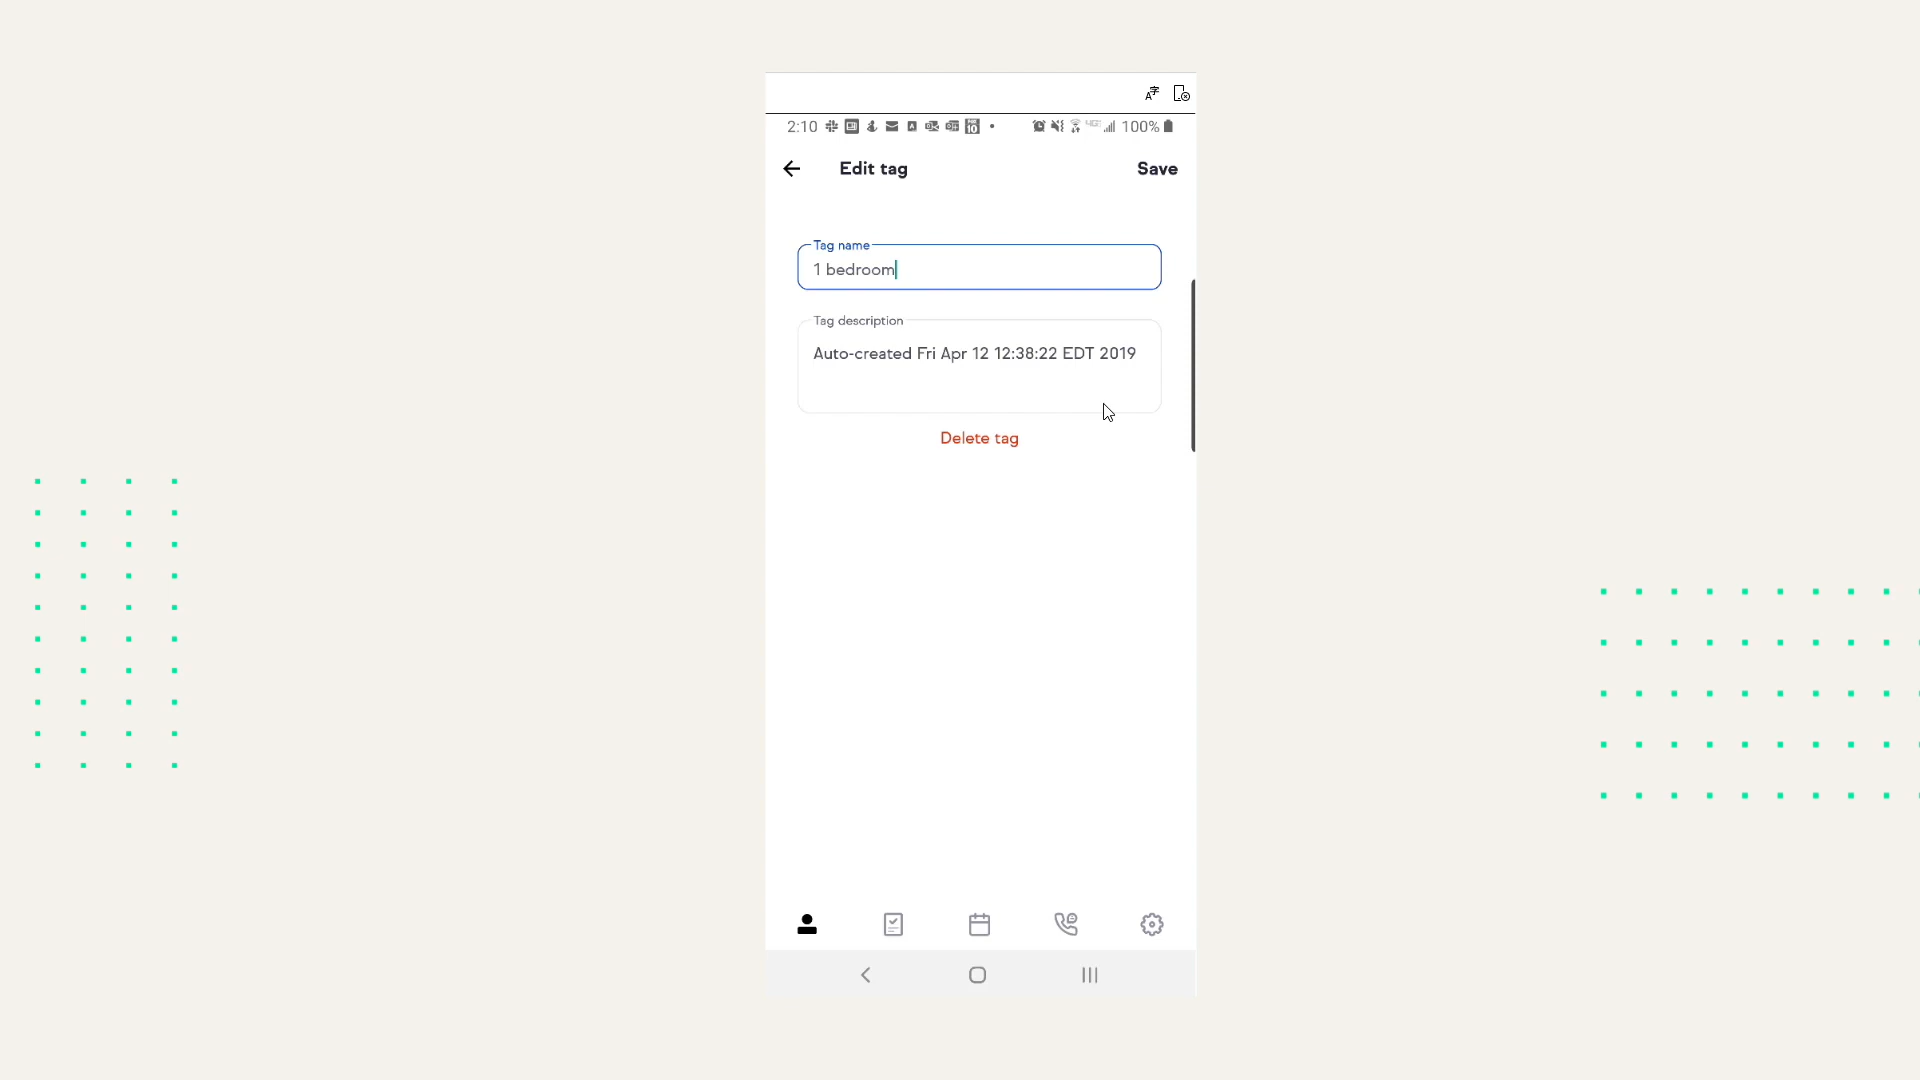 2:10 100%
Edit tag Save
Tag name
1 bedroom
Tag description
Auto-created Fri Apr 12 12:38:22 EDT 2019
Delete tag